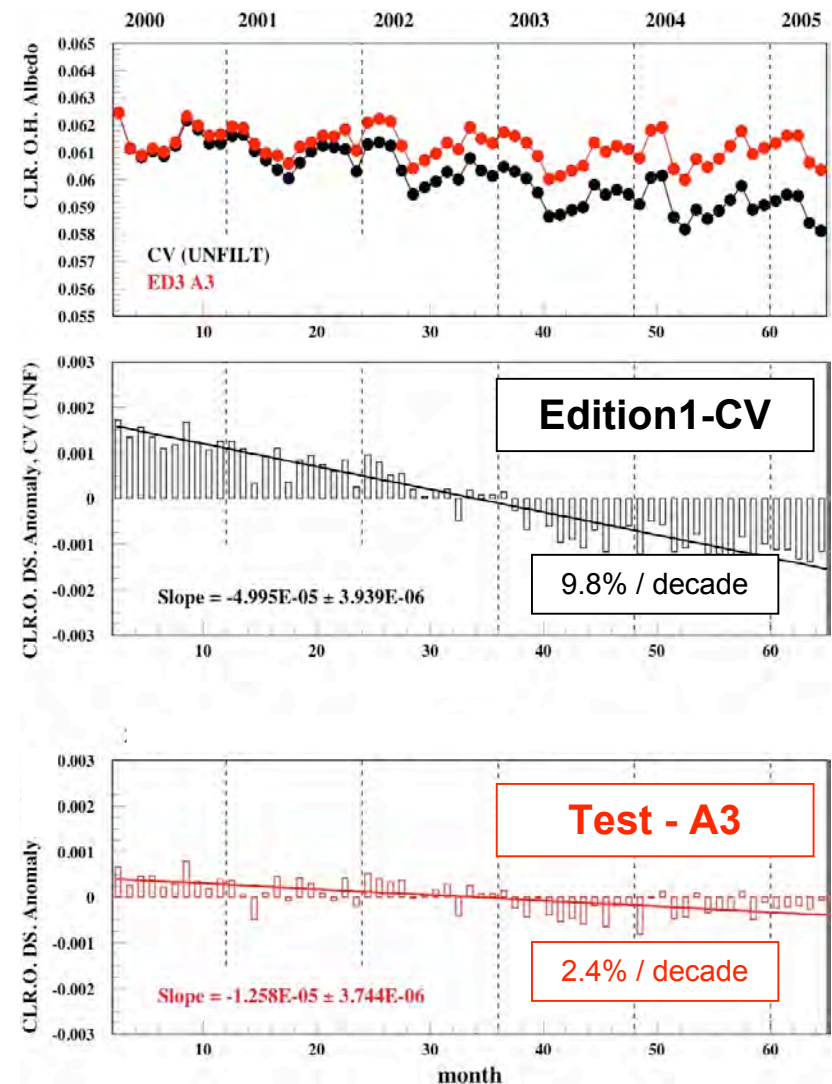 2000 2001 2002 2003 2004 2005
CLR. O.H. Albedo
0.065
0.064
0.063
0.062
0.061
0.06
0.059
0.058
0.057
0.056
0.055
CV (UNFILT)
ED3 A3
10 20 30 40 50 60
CLR.O. DS. Anomaly, CV (UNF)
0.003
0.002
0.001
0
-0.001
-0.002
-0.003
Edition1-CV
9.8% / decade
Slope = -4.995E-05 ± 3.939E-06
10 20 30 40 50 60
CLR.O. DS. Anomaly
0.003
0.002
0.001
0
-0.001
-0.002
-0.003
Test - A3
2.4% / decade
Slope = -1.258E-05 ± 3.744E-06
10 20 30 40 50 60
month